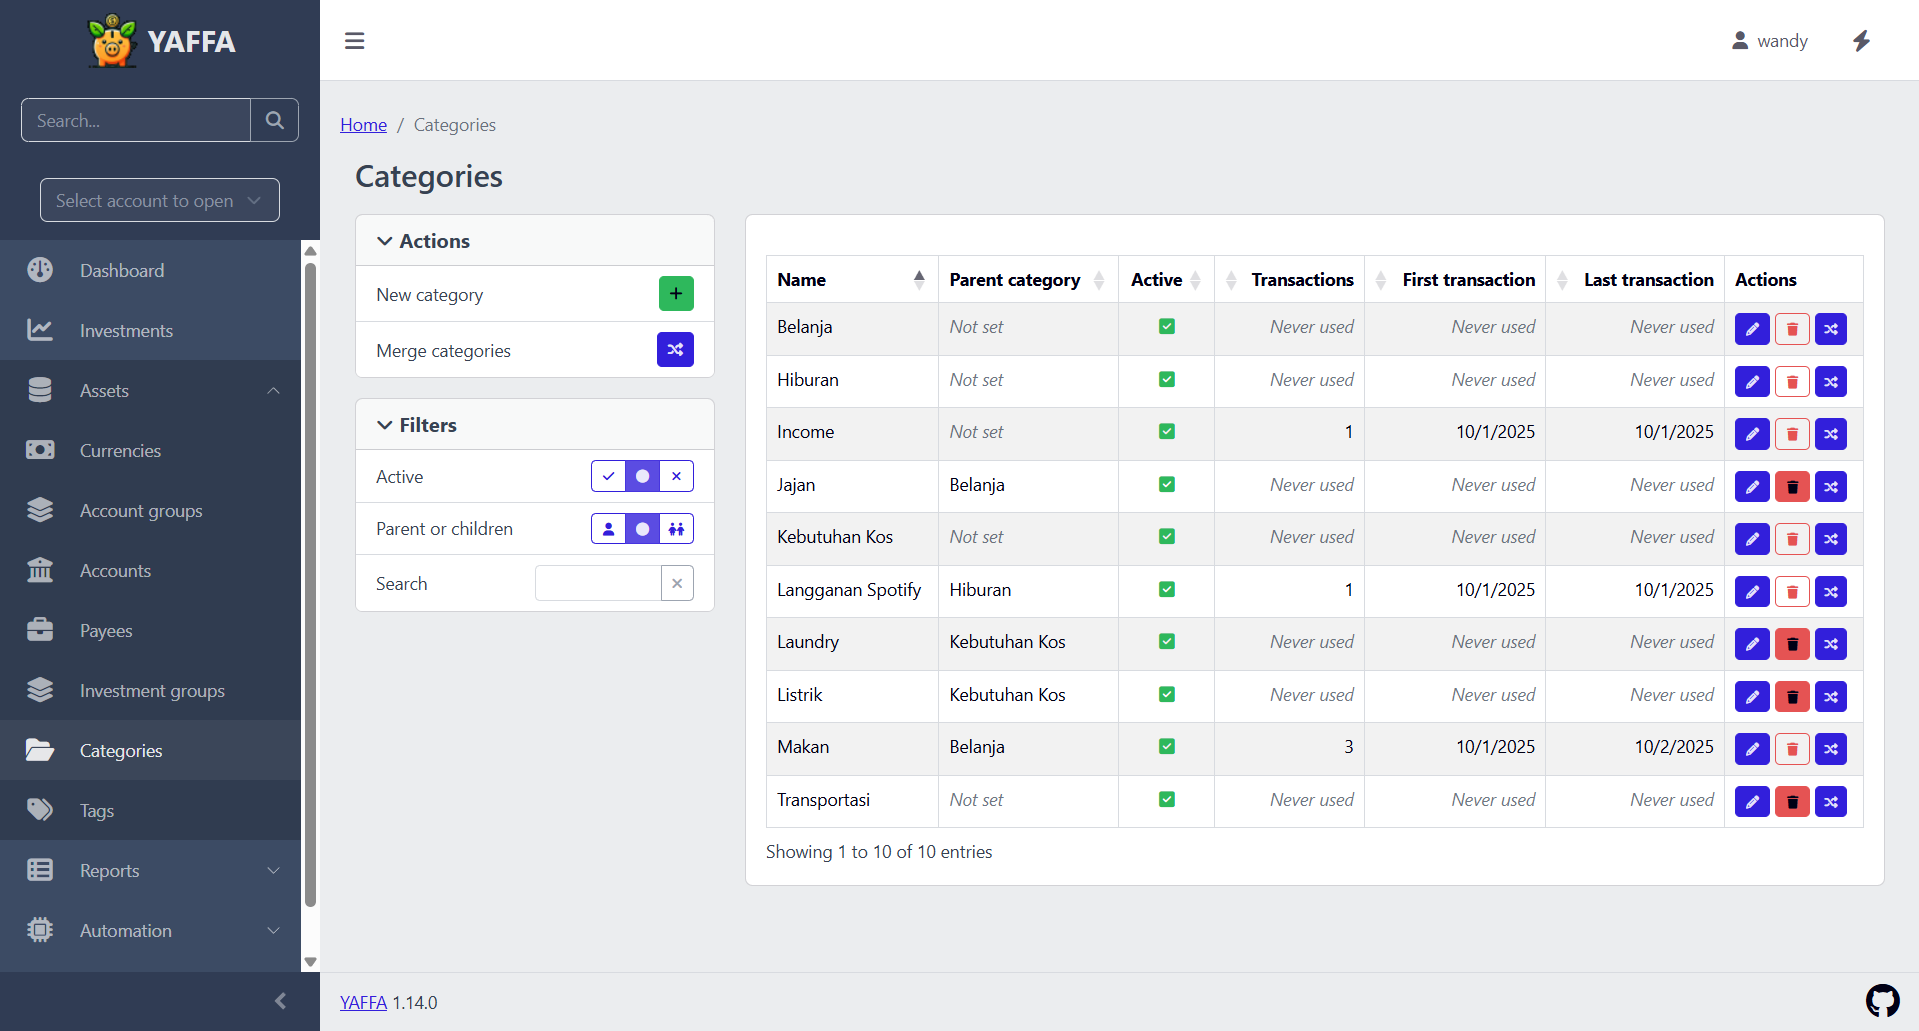 YAFFA
Search...
Select account to open
Dashboard
Investments
Assets
Currencies
Account groups
Accounts
Payees
Investment groups
Categories
Tags
Reports
Automation
wandy
Home / Categories
Categories
Actions
New category
Merge categories
Filters
Active
Parent or children
Search
Name Parent category Active Transactions First transaction Last transaction Actions
Belanja Not set Never used Never used Never used
Hiburan Not set Never used Never used Never used
Income Not set 1 10/1/2025 10/1/2025
Jajan Belanja Never used Never used Never used
Kebutuhan Kos Not set Never used Never used Never used
Langganan Spotify Hiburan 1 10/1/2025 10/1/2025
Laundry Kebutuhan Kos Never used Never used Never used
Listrik Kebutuhan Kos Never used Never used Never used
Makan Belanja 3 10/1/2025 10/2/2025
Transportasi Not set Never used Never used Never used
Showing 1 to 10 of 10 entries
YAFFA 1.14.0